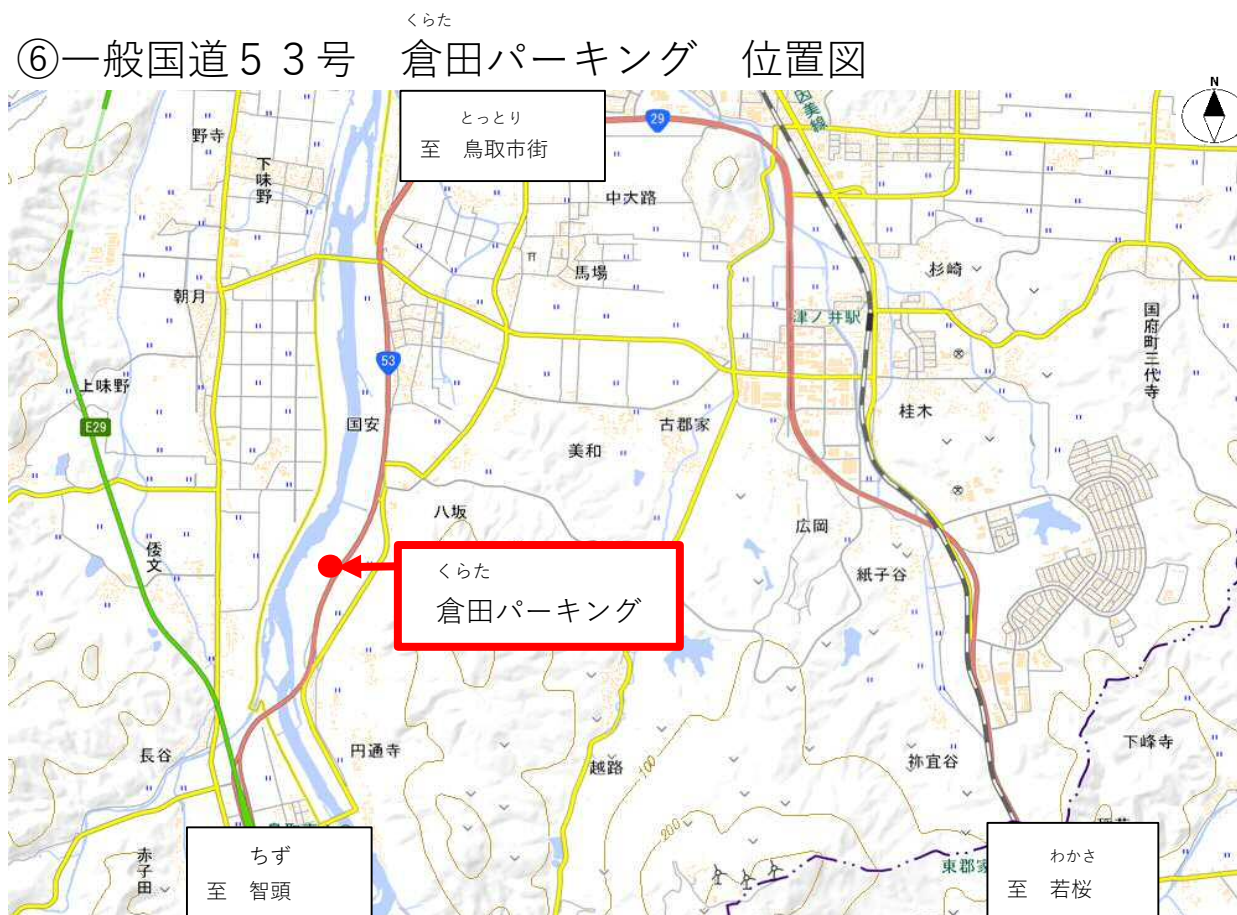 くらた
⑥一般国道５３号　倉田パーキング　位置図
N
とっとり
至　鳥取市街
29
因美線
野寺
下味野
中大路
馬場
杉崎
朝月
津ノ井駅
国府町三代寺
53
上味野
E29
国安
古郡家
桂木
美和
八坂
広岡
倭文
くらた
倉田パーキング
紙子谷
長谷
円通寺
越路
100
祢宜谷
下峰寺
200
赤子田
ちず
至　智頭
東郡家
わかさ
至　若桜